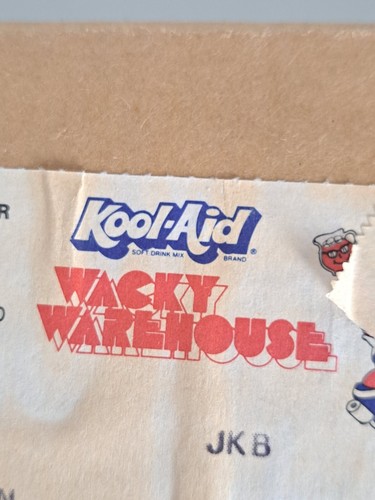 R
Kool-Aid®
SOFT DRINK MIX BRAND
WACKY
WAREHOUSE
JKB